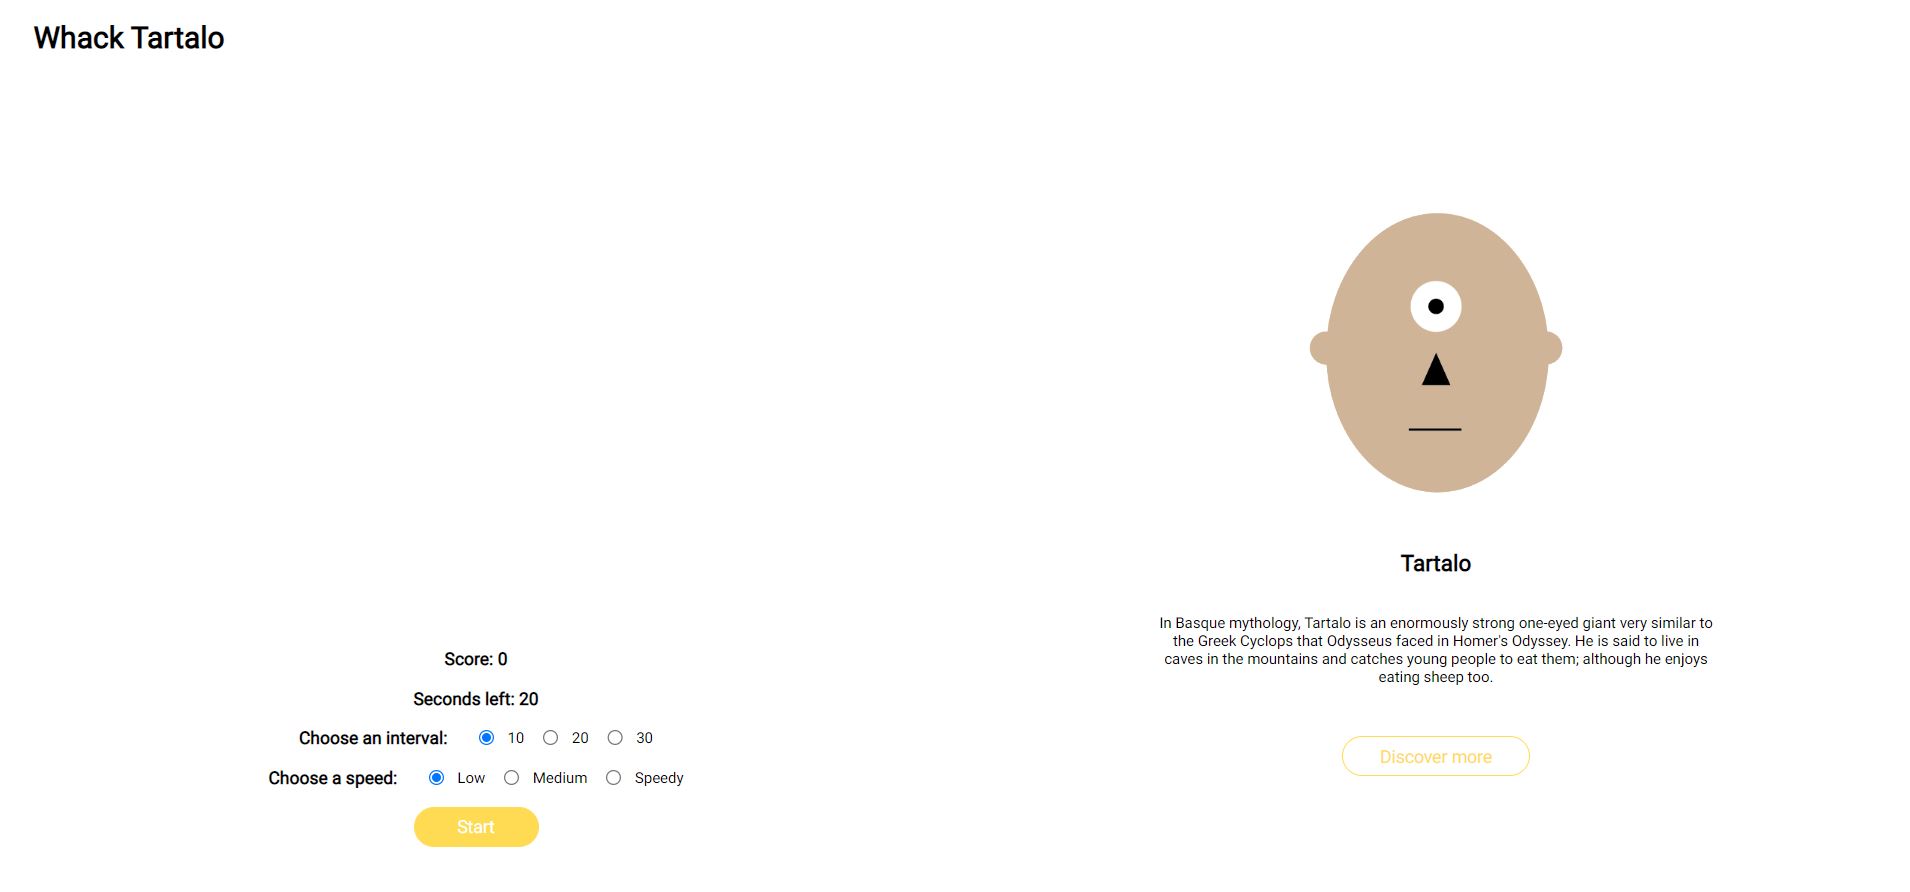 Whack Tartalo
Score: 0
Seconds left: 20
Choose an interval: 10 20 30
Choose a speed: Low Medium Speedy
Start
Tartalo
In Basque mythology, Tartalo is an enormously strong one-eyed giant very similar to
the Greek Cyclops that Odysseus faced in Homer's Odyssey. He is said to live in
caves in the mountains and catches young people to eat them; although he enjoys
eating sheep too.
Discover more